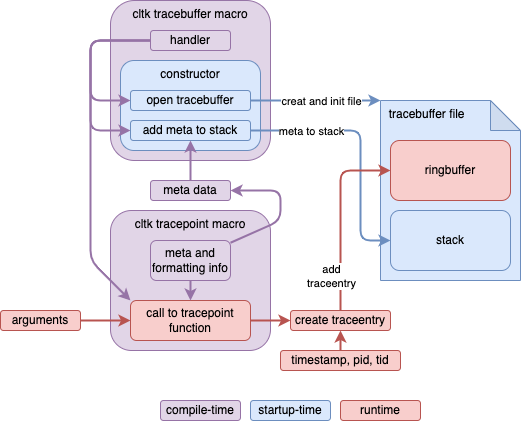 cltk tracebuffer macro
handler
constructor
open tracebuffer
creat and init file
tracebuffer file
add meta to stack
meta to stack
ringbuffer
meta data
cltk tracepoint macro
meta and
formatting info
stack
add
traceentry
arguments
call to tracepoint
function
create traceentry
timestamp, pid, tid
compile-time
startup-time
runtime